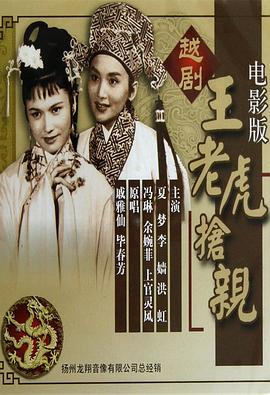 电影版
越剧
王老虎搶親
主演
夏梦 李嫱 洪虹
冯琳 余婉菲 上官灵凤
原唱
戚雅仙 毕春芳
扬州龙翔音像有限公司总经销